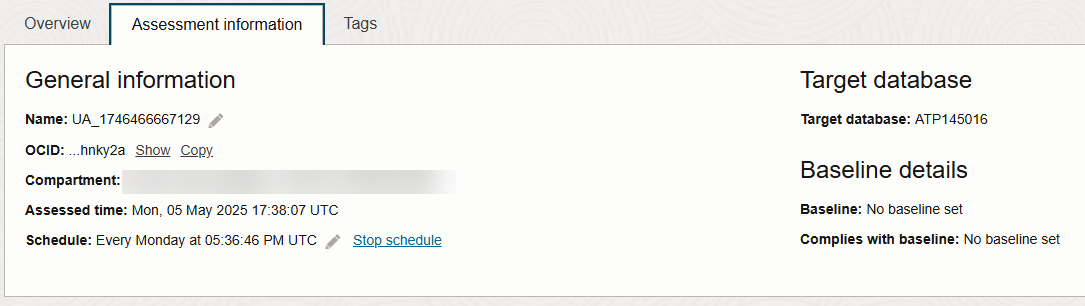 Overview Assessment information Tags
General information
Name: UA_1746466667129
OCID: ...hnky2a Show Copy
Compartment:
Assessed time: Mon, 05 May 2025 17:38:07 UTC
Schedule: Every Monday at 05:36:46 PM UTC Stop schedule
Target database
Target database: ATP145016
Baseline details
Baseline: No baseline set
Complies with baseline: No baseline set